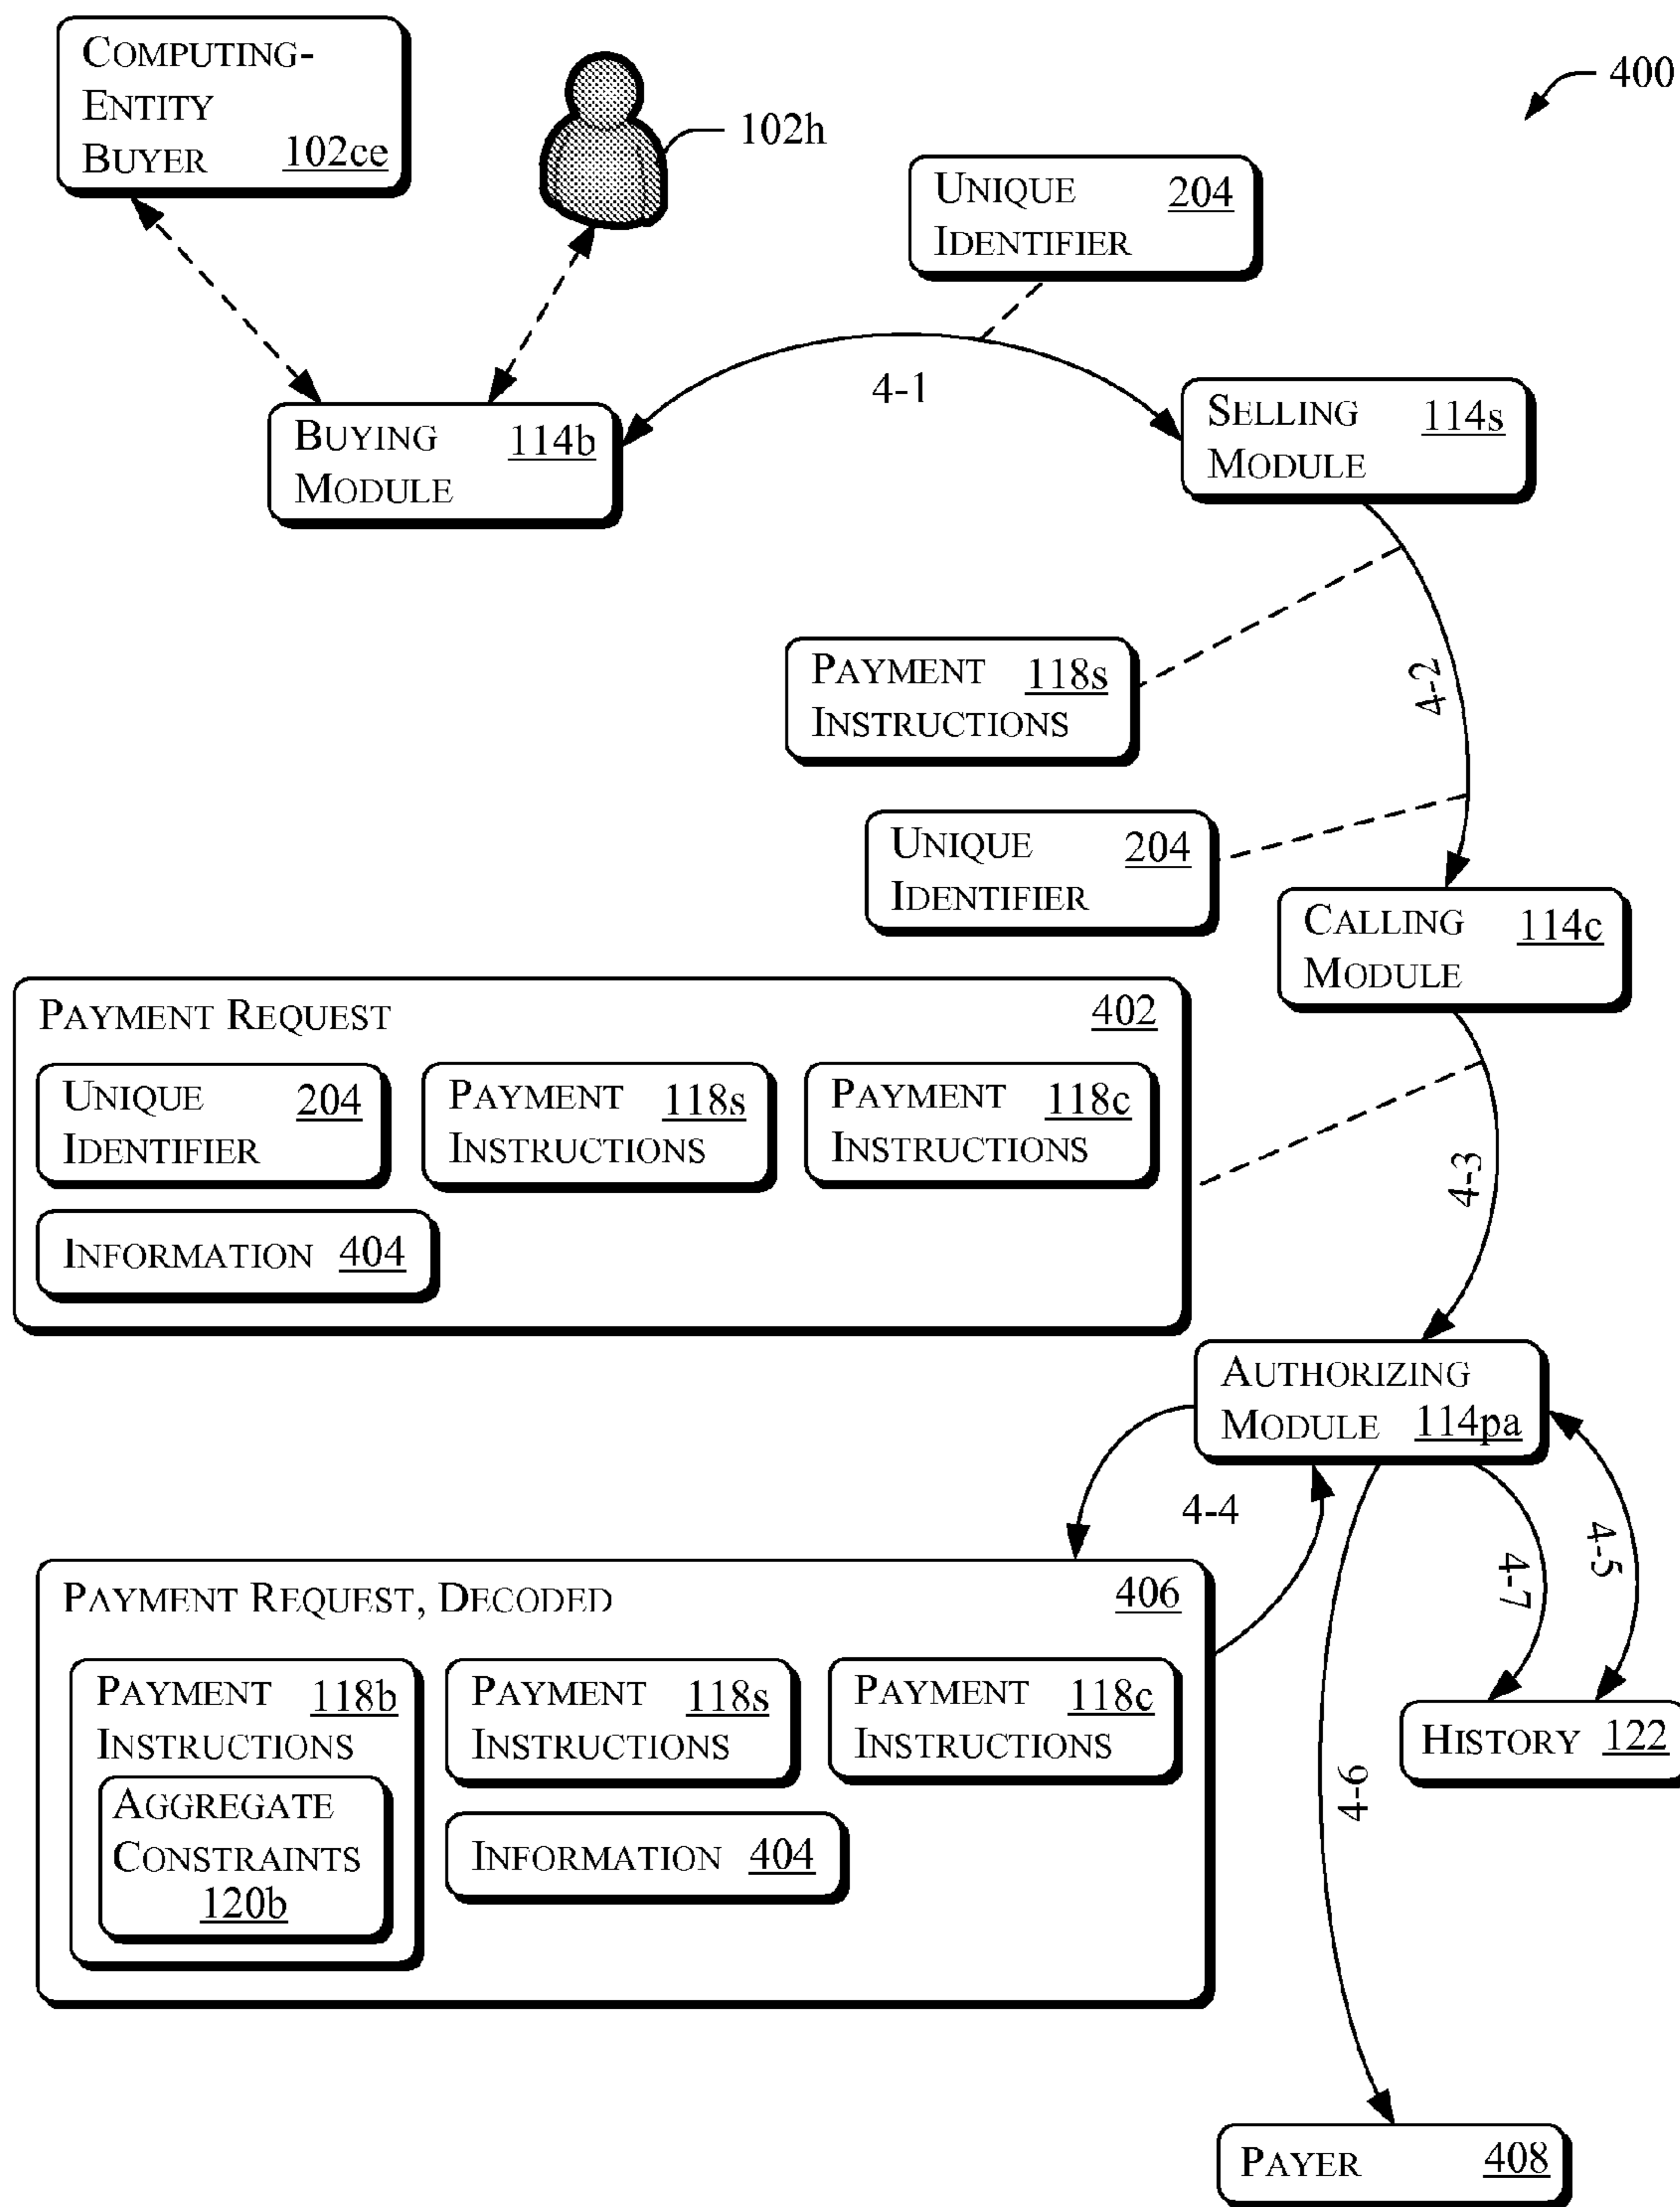 COMPUTING-
ENTITY
BUYER 102ce
102h
400
UNIQUE 204
IDENTIFIER
4-1
BUYING 114b
MODULE
SELLING 114s
MODULE
PAYMENT 118s
INSTRUCTIONS
4-2
UNIQUE 204
IDENTIFIER
CALLING 114c
MODULE
PAYMENT REQUEST 402
UNIQUE 204
IDENTIFIER
PAYMENT 118s
INSTRUCTIONS
PAYMENT 118c
INSTRUCTIONS
INFORMATION 404
4-3
AUTHORIZING
MODULE 114pa
4-4
4-5
4-7
4-6
PAYMENT REQUEST, DECODED 406
PAYMENT 118b
INSTRUCTIONS
AGGREGATE
CONSTRAINTS
120b
PAYMENT 118s
INSTRUCTIONS
PAYMENT 118c
INSTRUCTIONS
INFORMATION 404
HISTORY 122
PAYER 408